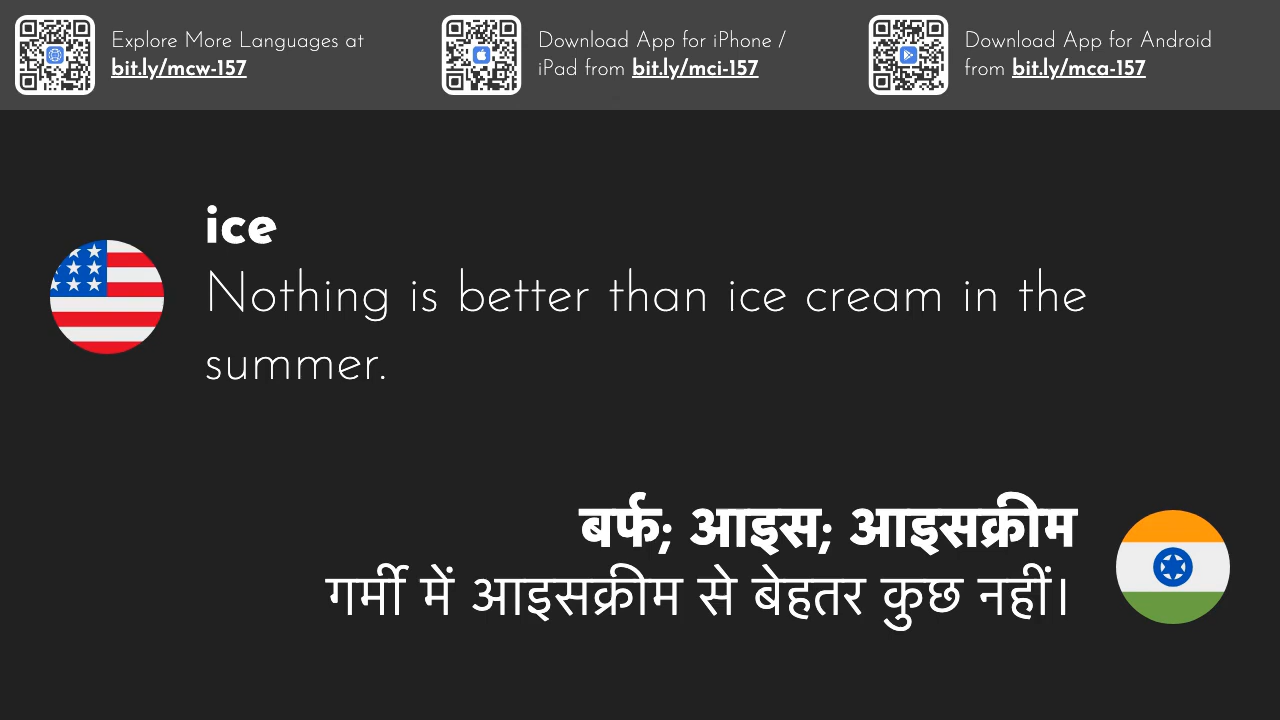 Explore More Languages at
bit.ly/mcw-157
Download App for iPhone /
iPad from bit.ly/mci-157
Download App for Android
from bit.ly/mca-157
ice
Nothing is better than ice cream in the
summer.
बर्फ; आइस; आइसक्रीम
गर्मी में आइसक्रीम से बेहतर कुछ नहीं।